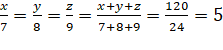 x/7 = y/8 = z/9 = x+y+z/7+8+9 = 120/24 = 5